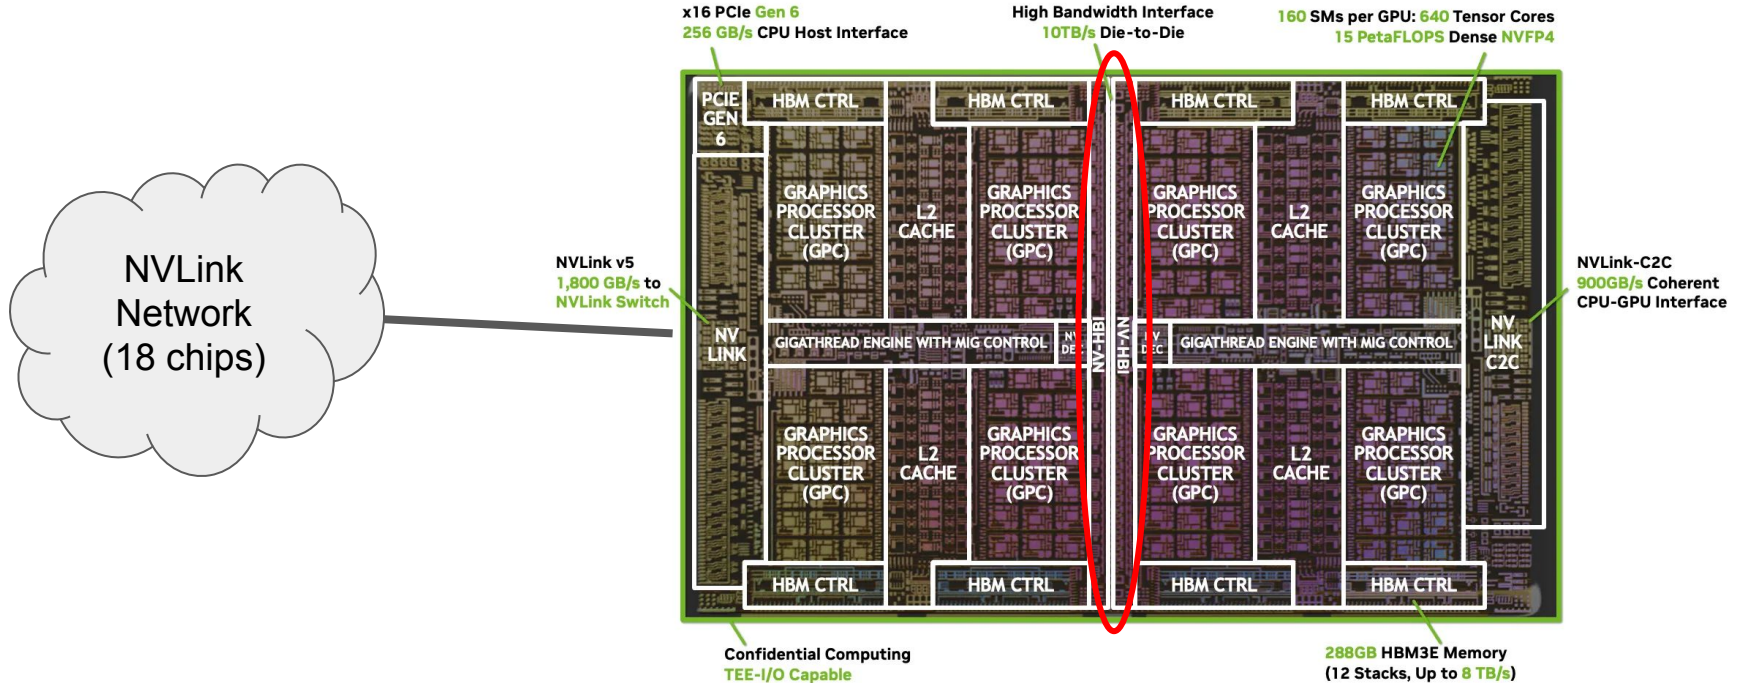 x16 PCIe Gen 6
256 GB/s CPU Host Interface
High Bandwidth Interface
10TB/s Die-to-Die
160 SMs per GPU: 640 Tensor Cores
15 PetaFLOPS Dense NVFP4
PCIE
GEN
6
HBM CTRL
HBM CTRL
HBM CTRL
HBM CTRL
GRAPHICS
PROCESSOR
CLUSTER
(GPC)
L2
CACHE
GRAPHICS
PROCESSOR
CLUSTER
(GPC)
GRAPHICS
PROCESSOR
CLUSTER
(GPC)
L2
CACHE
GRAPHICS
PROCESSOR
CLUSTER
(GPC)
NVLink
Network
(18 chips)
NVLink v5
1,800 GB/s to
NVLink Switch
NVLink-C2C
900GB/s Coherent
CPU-GPU Interface
NV
LINK
GIGATHREAD ENGINE WITH MIG CONTROL
NV
DEC
NV-HBI
NV-HBI
NV
DEC
GIGATHREAD ENGINE WITH MIG CONTROL
NV
LINK
C2C
GRAPHICS
PROCESSOR
CLUSTER
(GPC)
L2
CACHE
GRAPHICS
PROCESSOR
CLUSTER
(GPC)
GRAPHICS
PROCESSOR
CLUSTER
(GPC)
L2
CACHE
GRAPHICS
PROCESSOR
CLUSTER
(GPC)
HBM CTRL
HBM CTRL
HBM CTRL
HBM CTRL
Confidential Computing
TEE-I/O Capable
288GB HBM3E Memory
(12 Stacks, Up to 8 TB/s)